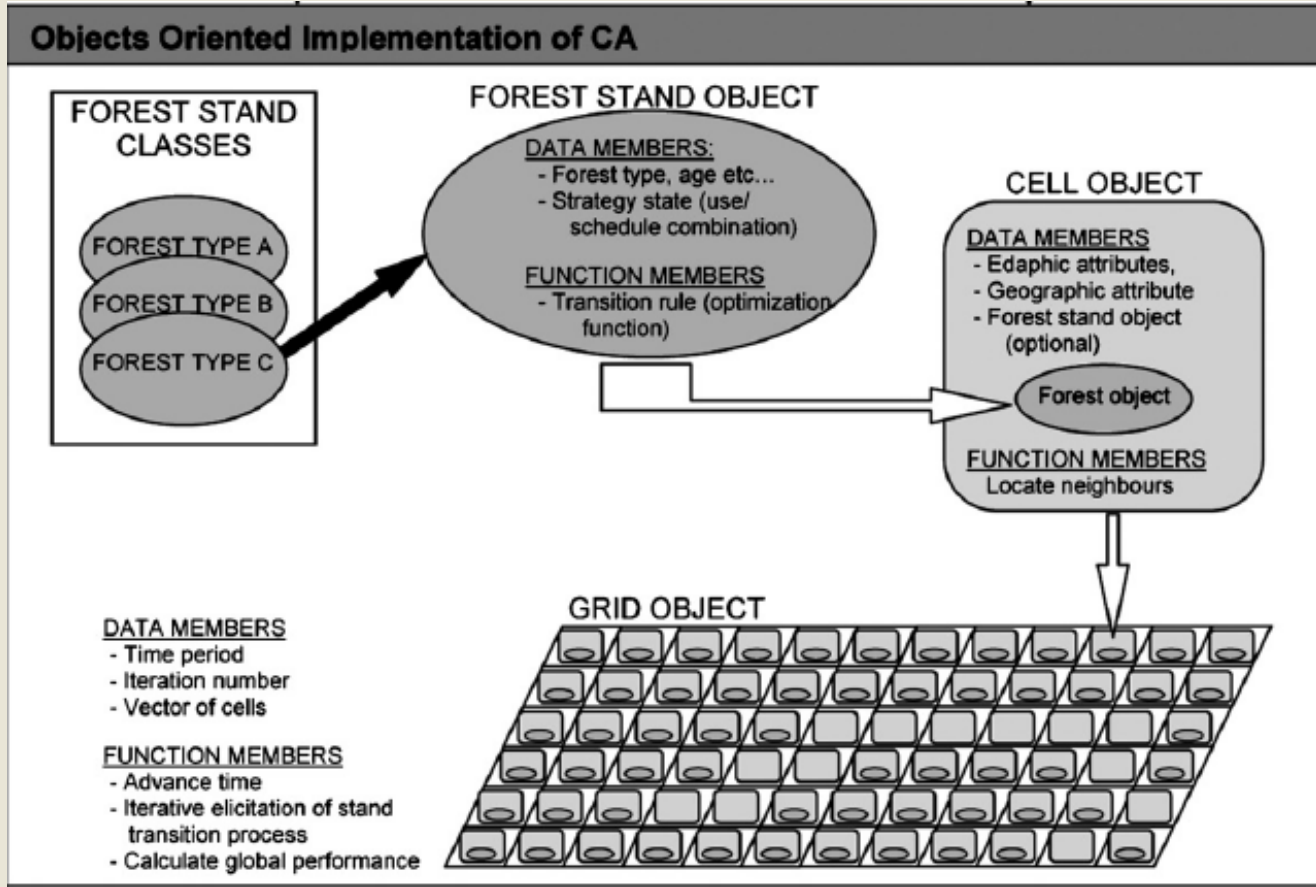 Objects Oriented Implementation of CA
FOREST STAND
CLASSES
FOREST TYPE A
FOREST TYPE B
FOREST TYPE C
FOREST STAND OBJECT
DATA MEMBERS:
- Forest type, age etc...
- Strategy state (use/
schedule combination)
FUNCTION MEMBERS
- Transition rule (optimization
function)
CELL OBJECT
DATA MEMBERS
- Edaphic attributes,
- Geographic attribute
- Forest stand object
(optional)
Forest object
FUNCTION MEMBERS
Locate neighbours
GRID OBJECT
DATA MEMBERS
- Time period
- Iteration number
- Vector of cells
FUNCTION MEMBERS
- Advance time
- Iterative elicitation of stand
transition process
- Calculate global performance